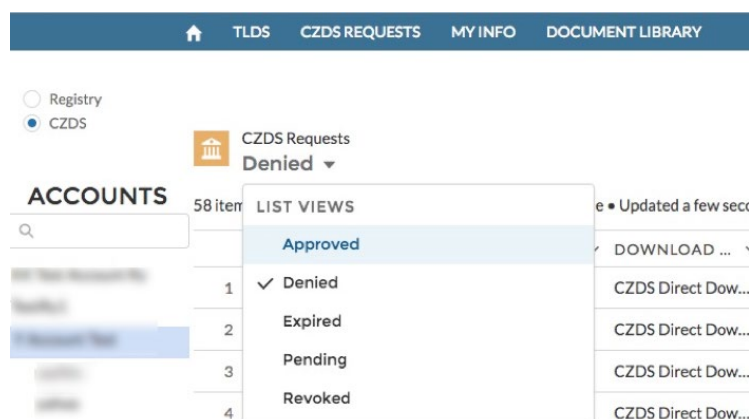 TLDS CZDS REQUESTS MY INFO DOCUMENT LIBRARY
Registry
CZDS
CZDS Requests
Denied
ACCOUNTS
58 item
e • Updated a few seco
LIST VIEWS
Approved
DOWNLOAD ...
1 Denied CZDS Direct Dow...
Expired
2 CZDS Direct Dow...
Pending
3 CZDS Direct Dow...
Revoked
4 CZDS Direct Dow...